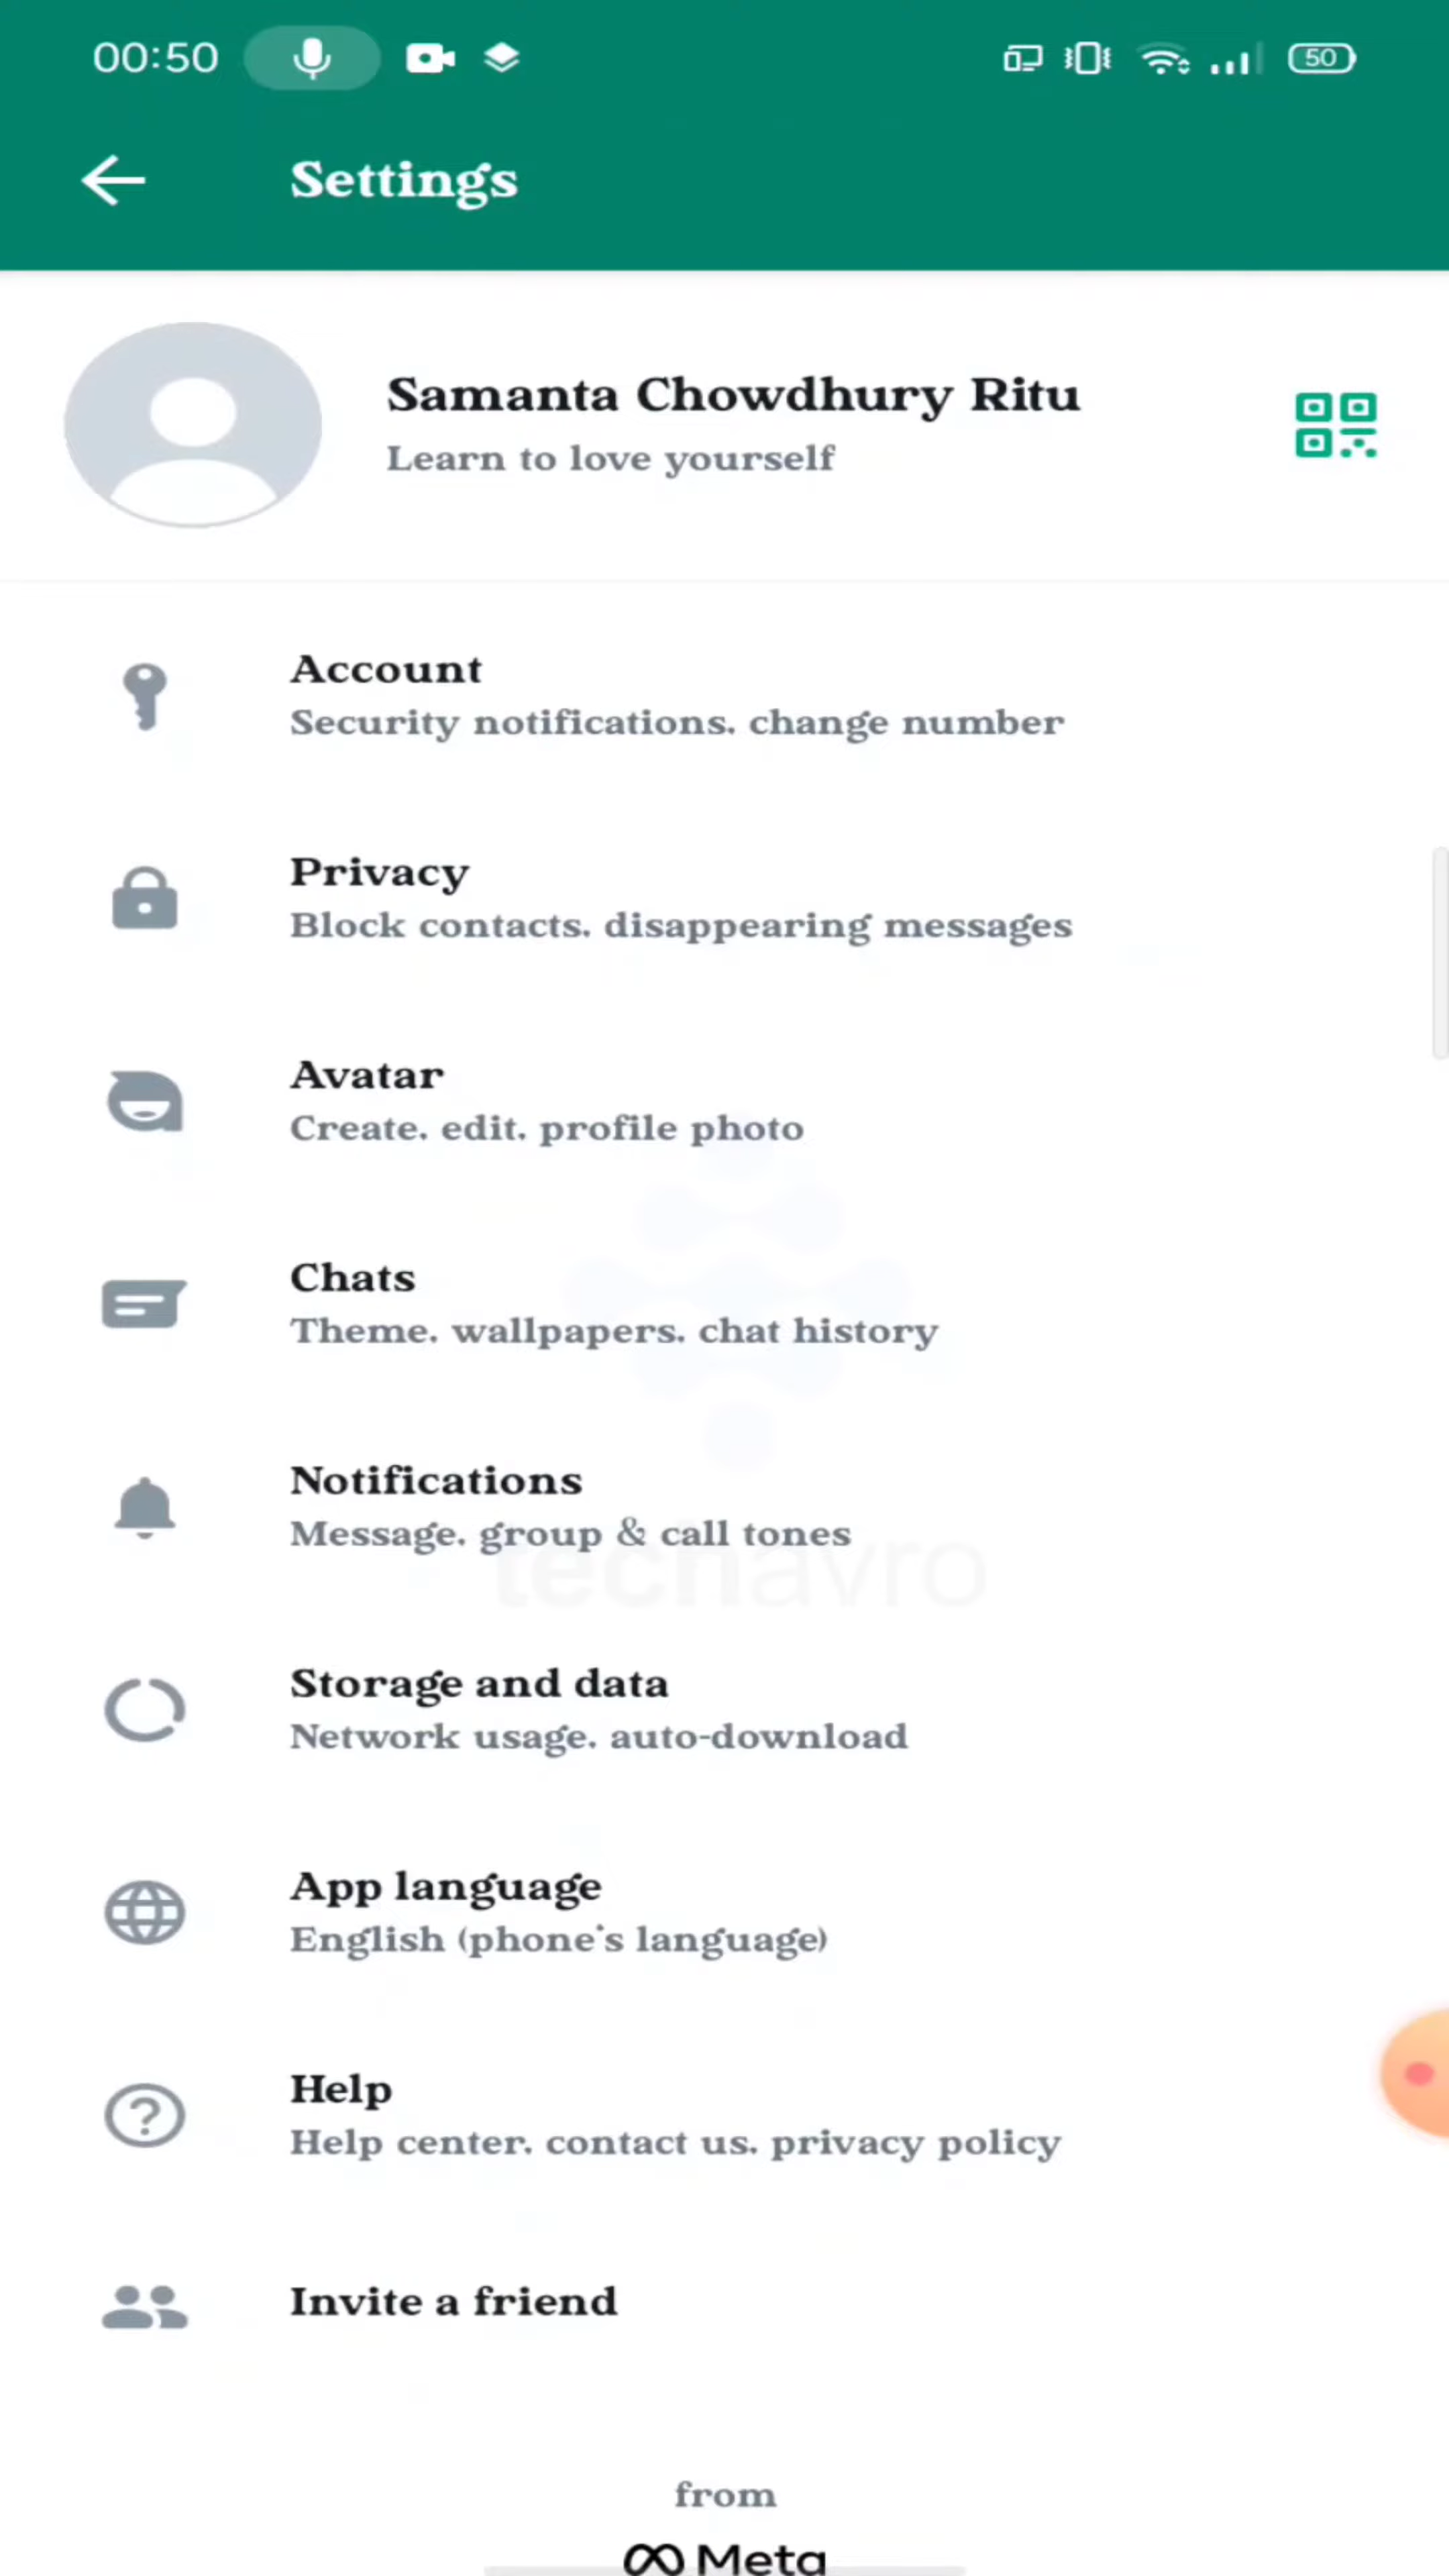 00:50
50
Settings
Samanta Chowdhury Ritu
Learn to love yourself
Account
Security notifications, change number
Privacy
Block contacts, disappearing messages
Avatar
Create, edit, profile photo
Chats
Theme, wallpapers, chat history
Notifications
Message, group & call tones
techavro
Storage and data
Network usage, auto-download
App language
English (phone's language)
Help
Help center, contact us, privacy policy
Invite a friend
from
Meta